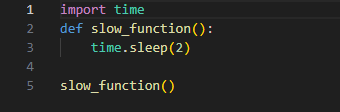 1 import time
2 def slow_function():
3     time.sleep(2)
4
5 slow_function()